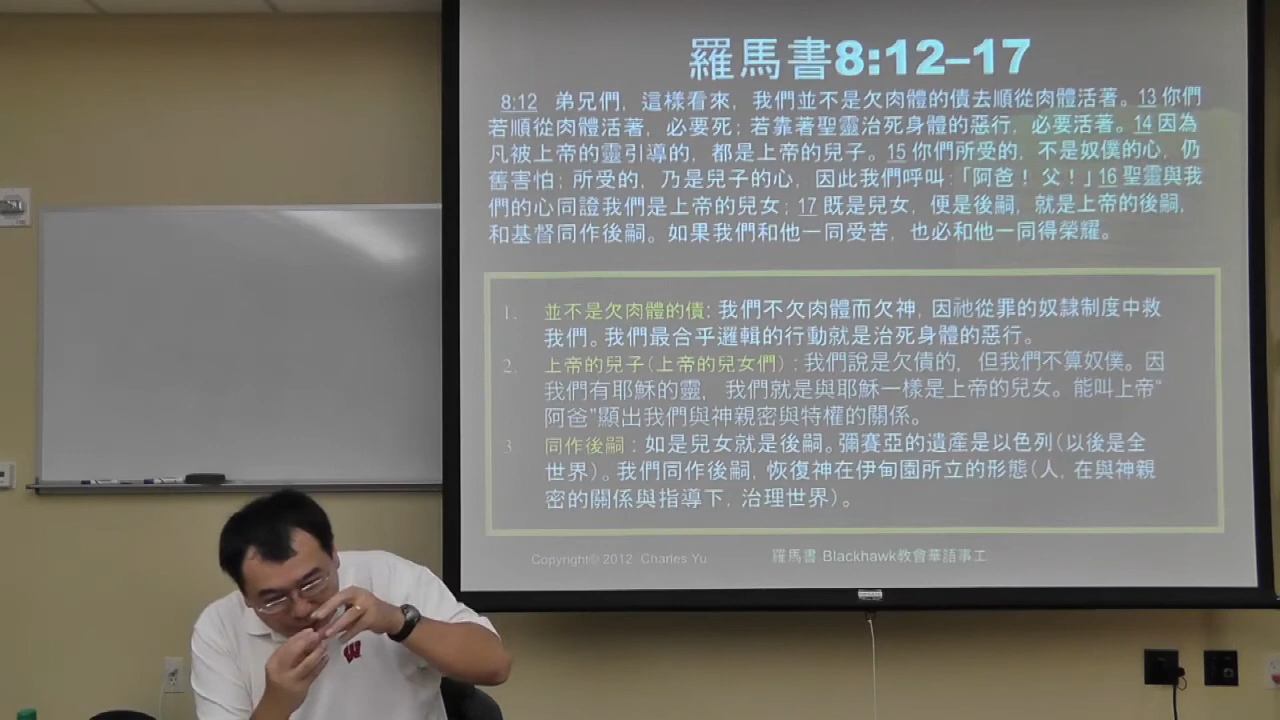 羅馬書8:12–17
8:12 弟兄們，這樣看來，我們並不是欠肉體的債去順從肉體活著。13 你們
若順從肉體活著，必要死；若靠著聖靈治死身體的惡行，必要活著。14 因為
凡被上帝的靈引導的，都是上帝的兒子。15 你們所受的，不是奴僕的心，仍
舊害怕；所受的，乃是兒子的心，因此我們呼叫：「阿爸！父！」16 聖靈與我
們的心同證我們是上帝的兒女；17 既是兒女，便是後嗣，就是上帝的後嗣，
和基督同作後嗣。如果我們和他一同受苦，也必和他一同得榮耀。
1. 並不是欠肉體的債：我們不欠肉體而欠神，因祂從罪的奴隸制度中救
我們。我們最合乎邏輯的行動就是治死身體的惡行。
2. 上帝的兒子（上帝的兒女們）：我們說是欠債的，但我們不算奴僕。因
我們有耶穌的靈，我們就是與耶穌一樣是上帝的兒女。能叫上帝“
阿爸”顯出我們與神親密與特權的關係。
3 同作後嗣：如是兒女就是後嗣。彌賽亞的遺產是以色列（以後是全
世界）。我們同作後嗣，恢復神在伊甸園所立的形態（人，在與神親
密的關係與指導下，治理世界）。
Copyright© 2012 Charles Yu 羅馬書 Blackhawk教會華語事工
W